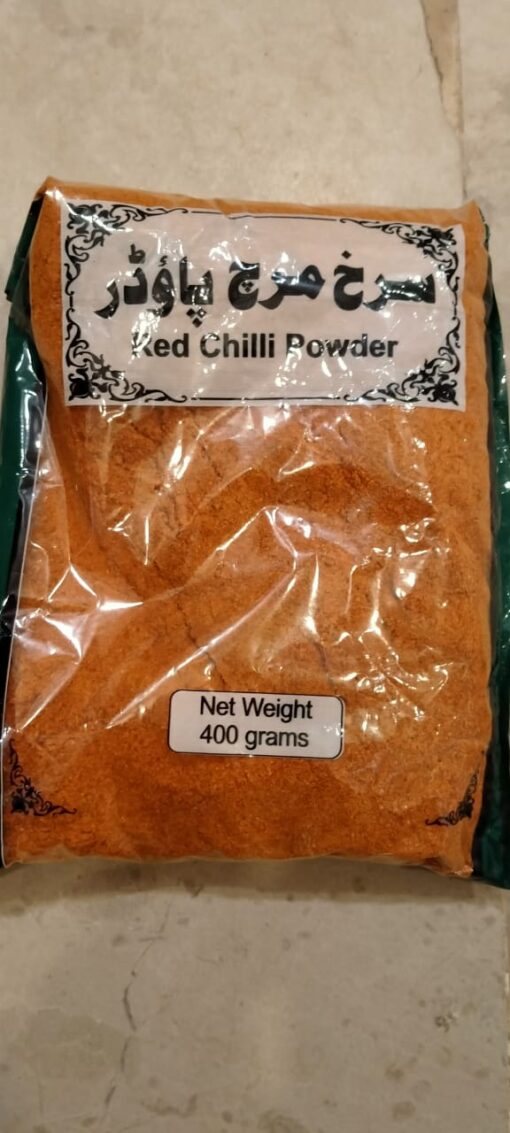 سرخ مرچ پاؤڈر
Red Chilli Powder
Net Weight
400 grams